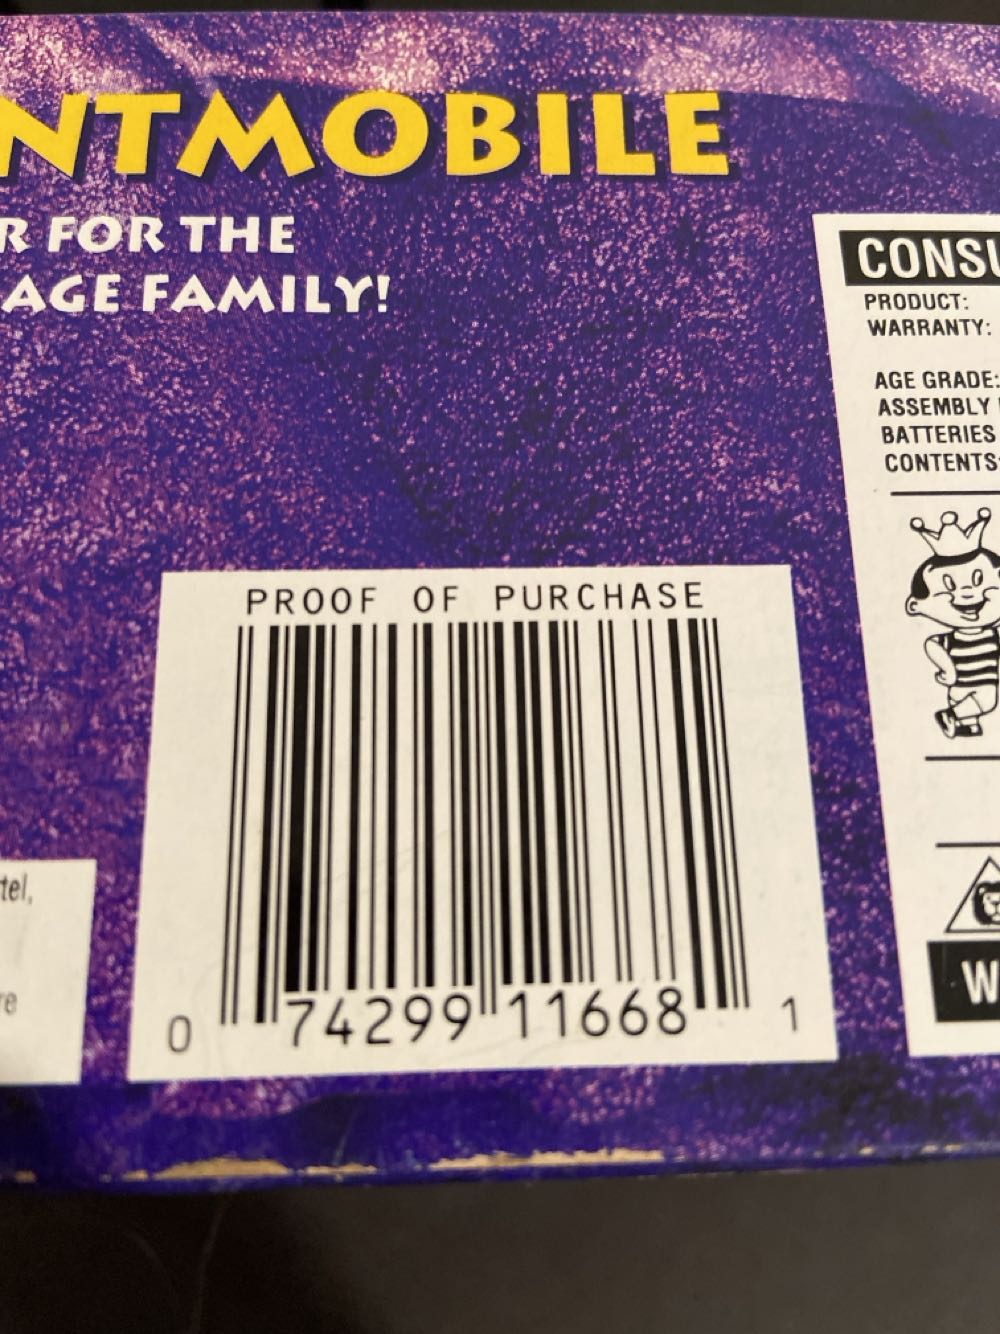 NTMOBILE
R FOR THE
AGE FAMILY!
CONSU
PRODUCT:
WARRANTY:
AGE GRADE:
ASSEMBLY
BATTERIES
CONTENTS:
PROOF OF PURCHASE
0 74299 11668 1
tel,
re
W